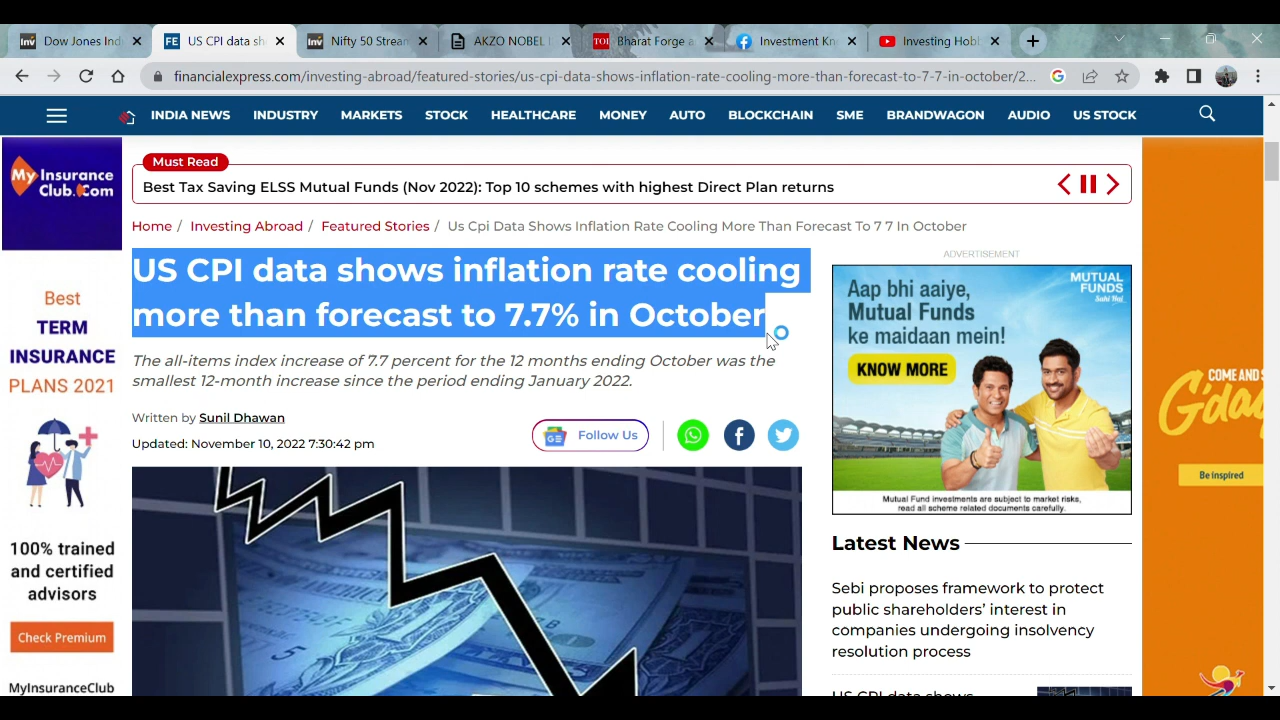 Dow Jones Ind
US CPI data sh
Nifty 50 Stream
AKZO NOBEL I
Bharat Forge a
Investment Kn
Investing Hob
financialexpress.com/investing-abroad/featured-stories/us-cpi-data-shows-inflation-rate-cooling-more-than-forecast-to-7-7-in-october/2...
INDIA NEWS INDUSTRY MARKETS STOCK HEALTHCARE MONEY AUTO BLOCKCHAIN SME BRANDWAGON AUDIO US STOCK
My Insurance
Club.Com
Must Read
Best Tax Saving ELSS Mutual Funds (Nov 2022): Top 10 schemes with highest Direct Plan returns
Home / Investing Abroad / Featured Stories / Us Cpi Data Shows Inflation Rate Cooling More Than Forecast To 7 7 In October
US CPI data shows inflation rate cooling
more than forecast to 7.7% in October
The all-items index increase of 7.7 percent for the 12 months ending October was the
smallest 12-month increase since the period ending January 2022.
Written by Sunil Dhawan
Updated: November 10, 2022 7:30:42 pm
Follow Us
Best
TERM
INSURANCE
PLANS 2021
100% trained
and certified
advisors
Check Premium
MyInsuranceClub
ADVERTISEMENT
Aap bhi aaiye,
Mutual Funds
ke maidaan mein!
KNOW MORE
MUTUAL
FUNDS
Sahi Hai
Mutual Fund investments are subject to market risks,
read all scheme related documents carefully.
Latest News
Sebi proposes framework to protect
public shareholders' interest in
companies undergoing insolvency
resolution process
US CPI data shows
COME AND S
G'day
Be inspired